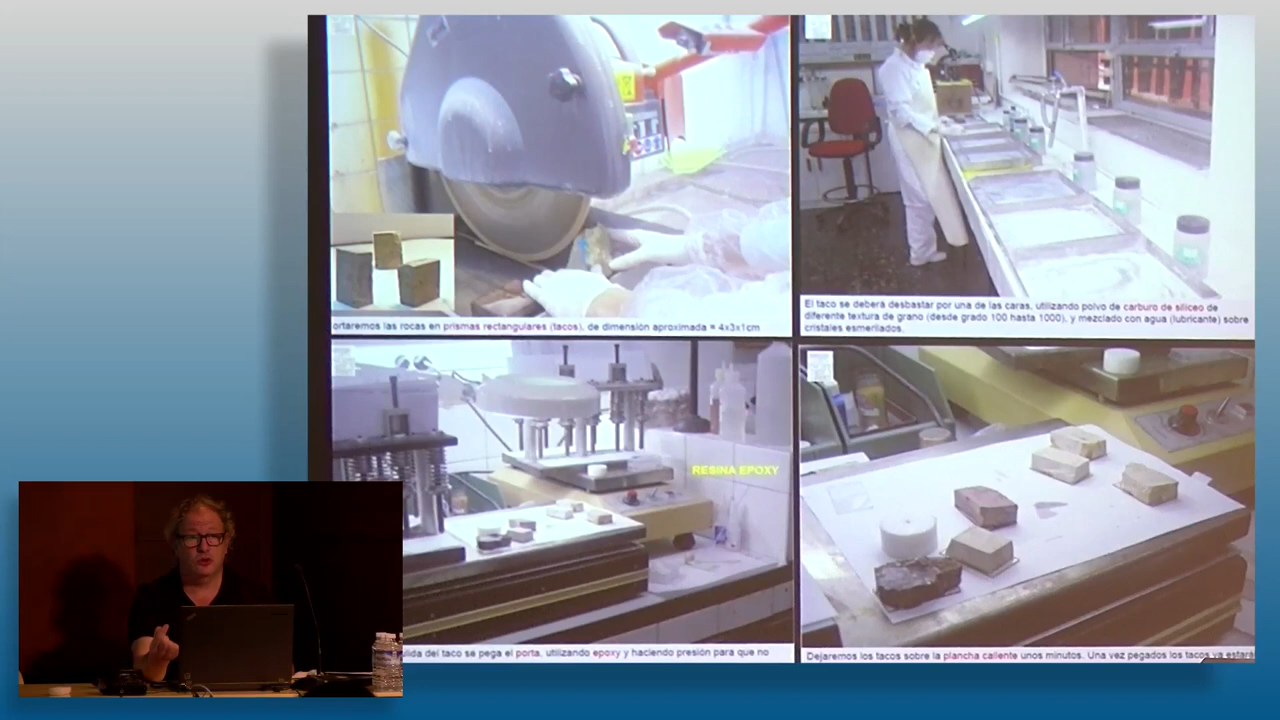 ortaremos las rocas en prismas rectangulares (tacos), de dimensión aproximada = 4x3x1cm
El taco se deberá desbastar por una de las caras, utilizando polvo de carburo de silíceo de
diferente textura de grano (desde grado 100 hasta 1000), y mezclado con agua (lubricante) sobre
cristales esmerilados.
RESINA EPOXY
ulida del taco se pega el porta, utilizando epoxy y haciendo presión para que no
Dejaremos los tacos sobre la plancha caliente unos minutos. Una vez pegados los tacos ya estará